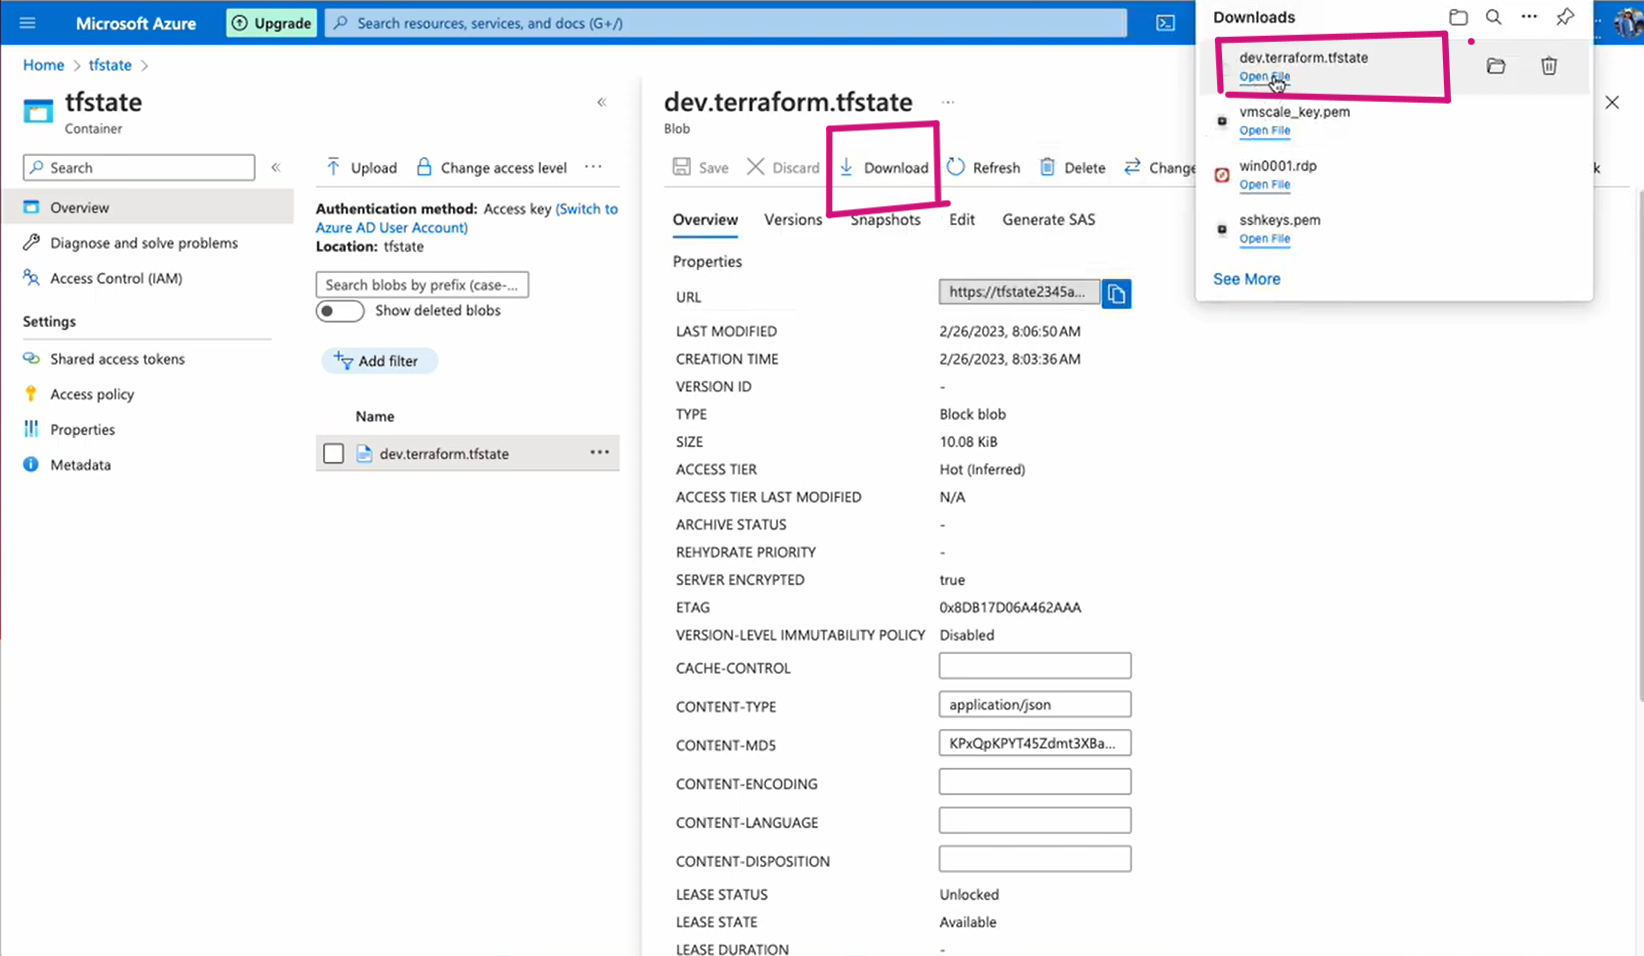 Microsoft Azure
Upgrade
Search resources, services, and docs (G+/)
Home > tfstate >
tfstate
Container
Search
Overview
Diagnose and solve problems
Access Control (IAM)
Settings
Shared access tokens
Access policy
Properties
Metadata
Upload
Change access level
Authentication method: Access key (Switch to
Azure AD User Account)
Location: tfstate
Search blobs by prefix (case-...
Show deleted blobs
Add filter
Name
dev.terraform.tfstate
dev.terraform.tfstate
Blob
Save
Discard
Download
Refresh
Delete
Change
Overview
Versions
Snapshots
Edit
Generate SAS
Properties
URL https://tfstate2345a...
LAST MODIFIED 2/26/2023, 8:06:50 AM
CREATION TIME 2/26/2023, 8:03:36 AM
VERSION ID -
TYPE Block blob
SIZE 10.08 KiB
ACCESS TIER Hot (Inferred)
ACCESS TIER LAST MODIFIED N/A
ARCHIVE STATUS -
REHYDRATE PRIORITY -
SERVER ENCRYPTED true
ETAG 0x8DB17D06A462AAA
VERSION-LEVEL IMMUTABILITY POLICY Disabled
CACHE-CONTROL
CONTENT-TYPE application/json
CONTENT-MD5 KPxQpKPYT45Zdmt3XBa...
CONTENT-ENCODING
CONTENT-LANGUAGE
CONTENT-DISPOSITION
LEASE STATUS Unlocked
LEASE STATE Available
LEASE DURATION -
Downloads
dev.terraform.tfstate
Open File
vmscale_key.pem
Open File
win0001.rdp
Open File
sshkeys.pem
Open File
See More